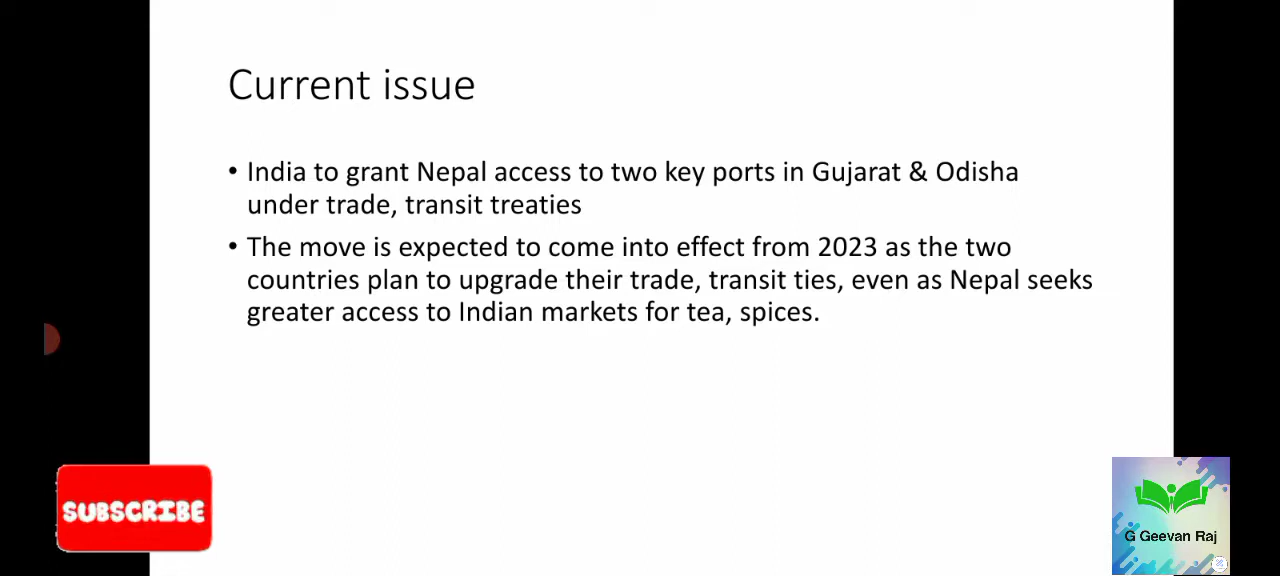 Current issue
• India to grant Nepal access to two key ports in Gujarat & Odisha
under trade, transit treaties
• The move is expected to come into effect from 2023 as the two
countries plan to upgrade their trade, transit ties, even as Nepal seeks
greater access to Indian markets for tea, spices.
SUBSCRIBE
G Geevan Raj